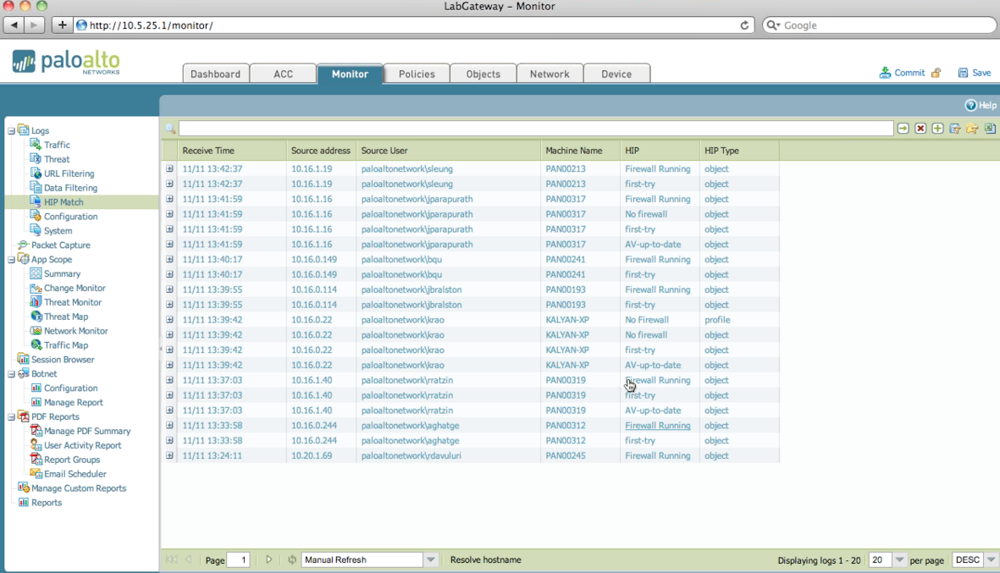 LabGateway – Monitor
http://10.5.25.1/monitor/
Google
paloalto
NETWORKS
Dashboard ACC Monitor Policies Objects Network Device
Commit Save
Help
Logs
Traffic
Threat
URL Filtering
Data Filtering
HIP Match
Configuration
System
Packet Capture
App Scope
Summary
Change Monitor
Threat Monitor
Threat Map
Network Monitor
Traffic Map
Session Browser
Botnet
Configuration
Manage Report
PDF Reports
Manage PDF Summary
User Activity Report
Report Groups
Email Scheduler
Manage Custom Reports
Reports
Receive Time Source address Source User Machine Name HIP HIP Type
11/11 13:42:37 10.16.1.19 paloaltonetwork\sleung PAN00213 Firewall Running object
11/11 13:42:37 10.16.1.19 paloaltonetwork\sleung PAN00213 first-try object
11/11 13:41:59 10.16.1.16 paloaltonetwork\jparapurath PAN00317 Firewall Running object
11/11 13:41:59 10.16.1.16 paloaltonetwork\jparapurath PAN00317 No firewall object
11/11 13:41:59 10.16.1.16 paloaltonetwork\jparapurath PAN00317 first-try object
11/11 13:41:59 10.16.1.16 paloaltonetwork\jparapurath PAN00317 AV-up-to-date object
11/11 13:40:17 10.16.0.149 paloaltonetwork\bqu PAN00241 Firewall Running object
11/11 13:40:17 10.16.0.149 paloaltonetwork\bqu PAN00241 first-try object
11/11 13:39:55 10.16.0.114 paloaltonetwork\jbralston PAN00193 Firewall Running object
11/11 13:39:55 10.16.0.114 paloaltonetwork\jbralston PAN00193 first-try object
11/11 13:39:42 10.16.0.22 paloaltonetwork\krao KALYAN-XP No Firewall profile
11/11 13:39:42 10.16.0.22 paloaltonetwork\krao KALYAN-XP No firewall object
11/11 13:39:42 10.16.0.22 paloaltonetwork\krao KALYAN-XP first-try object
11/11 13:39:42 10.16.0.22 paloaltonetwork\krao KALYAN-XP AV-up-to-date object
11/11 13:37:03 10.16.1.40 paloaltonetwork\rratzin PAN00319 Firewall Running object
11/11 13:37:03 10.16.1.40 paloaltonetwork\rratzin PAN00319 first-try object
11/11 13:37:03 10.16.1.40 paloaltonetwork\rratzin PAN00319 AV-up-to-date object
11/11 13:33:58 10.16.0.244 paloaltonetwork\aghatge PAN00312 Firewall Running object
11/11 13:33:58 10.16.0.244 paloaltonetwork\aghatge PAN00312 first-try object
11/11 13:24:11 10.20.1.69 paloaltonetwork\rdavuluri PAN00245 Firewall Running object
Page 1 Manual Refresh Resolve hostname Displaying logs 1 - 20 20 per page DESC